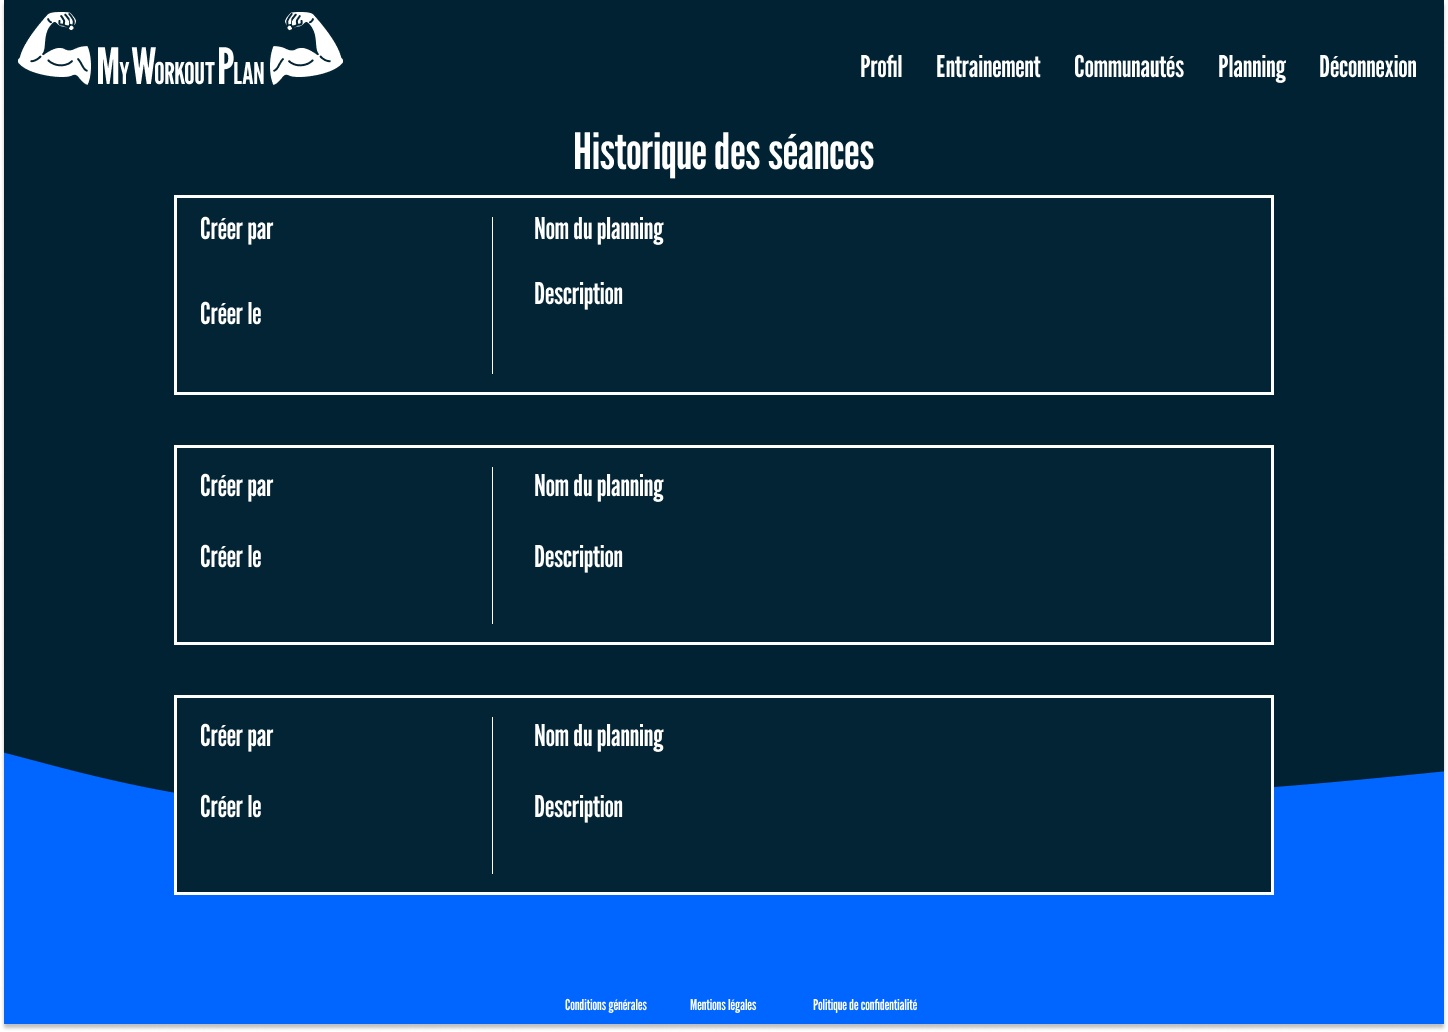 My Workout Plan
Profil Entrainement Communautés Planning Déconnexion
Historique des séances
Créer par
Nom du planning
Créer le
Description
Créer par
Nom du planning
Créer le
Description
Créer par
Nom du planning
Créer le
Description
Conditions générales Mentions légales Politique de confidentialité